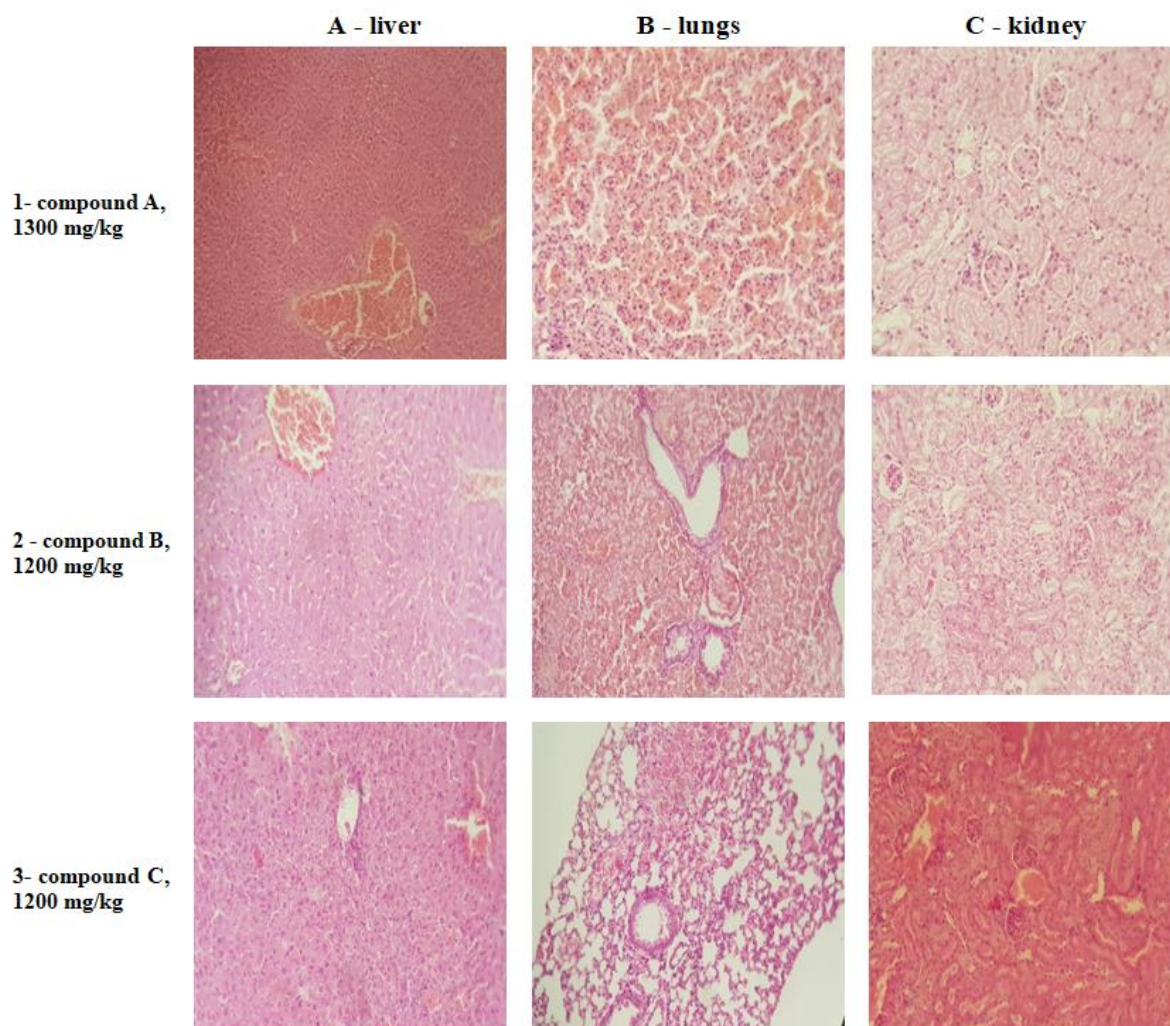 A - liver
B - lungs
C - kidney
1- compound A,
1300 mg/kg
2 - compound B,
1200 mg/kg
3- compound C,
1200 mg/kg